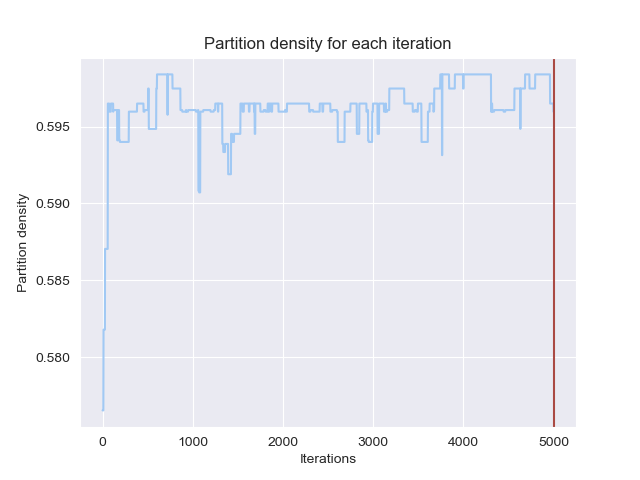 Partition density for each iteration
0.595
0.590
0.585
0.580
Partition density
0 1000 2000 3000 4000 5000
Iterations